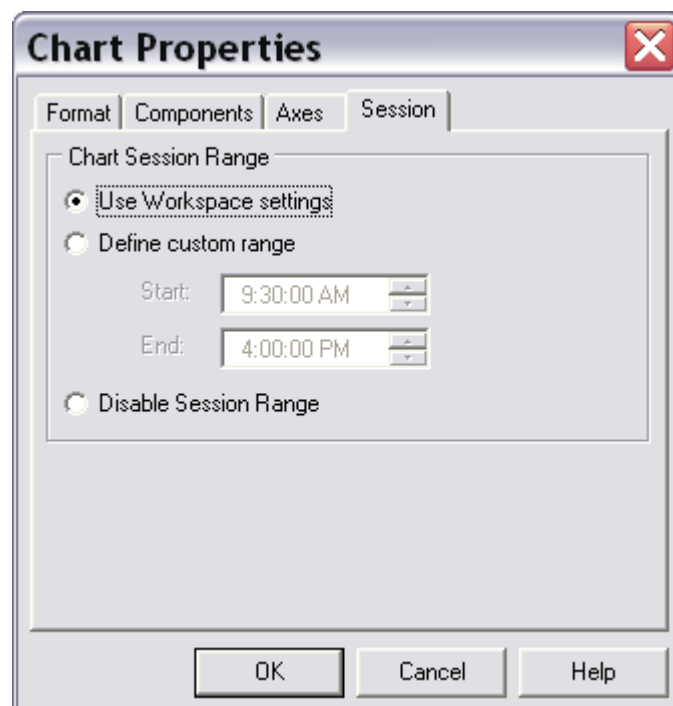 Chart Properties
Format Components Axes Session
Chart Session Range
Use Workspace settings
Define custom range
Start: 9:30:00 AM
End: 4:00:00 PM
Disable Session Range
OK Cancel Help